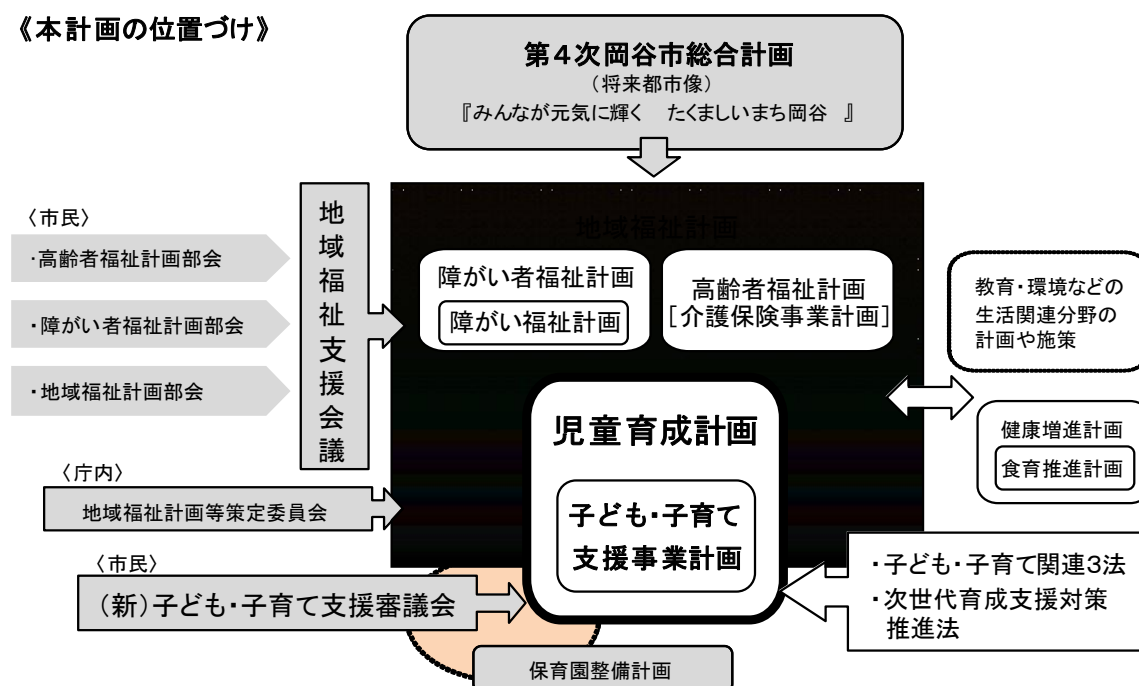 《本計画の位置づけ》
第4次岡谷市総合計画
(将来都市像)
『みんなが元気に輝く　たくましいまち岡谷　』
地域福祉計画
〈市民〉
・高齢者福祉計画部会
・障がい者福祉計画部会
・地域福祉計画部会
地域福祉支援会議
障がい者福祉計画
障がい福祉計画
高齢者福祉計画
[介護保険事業計画]
教育・環境などの
生活関連分野の
計画や施策
児童育成計画
子ども・子育て
支援事業計画
健康増進計画
食育推進計画
〈庁内〉
地域福祉計画等策定委員会
〈市民〉
(新)子ども・子育て支援審議会
・子ども・子育て関連3法
・次世代育成支援対策
推進法
保育園整備計画